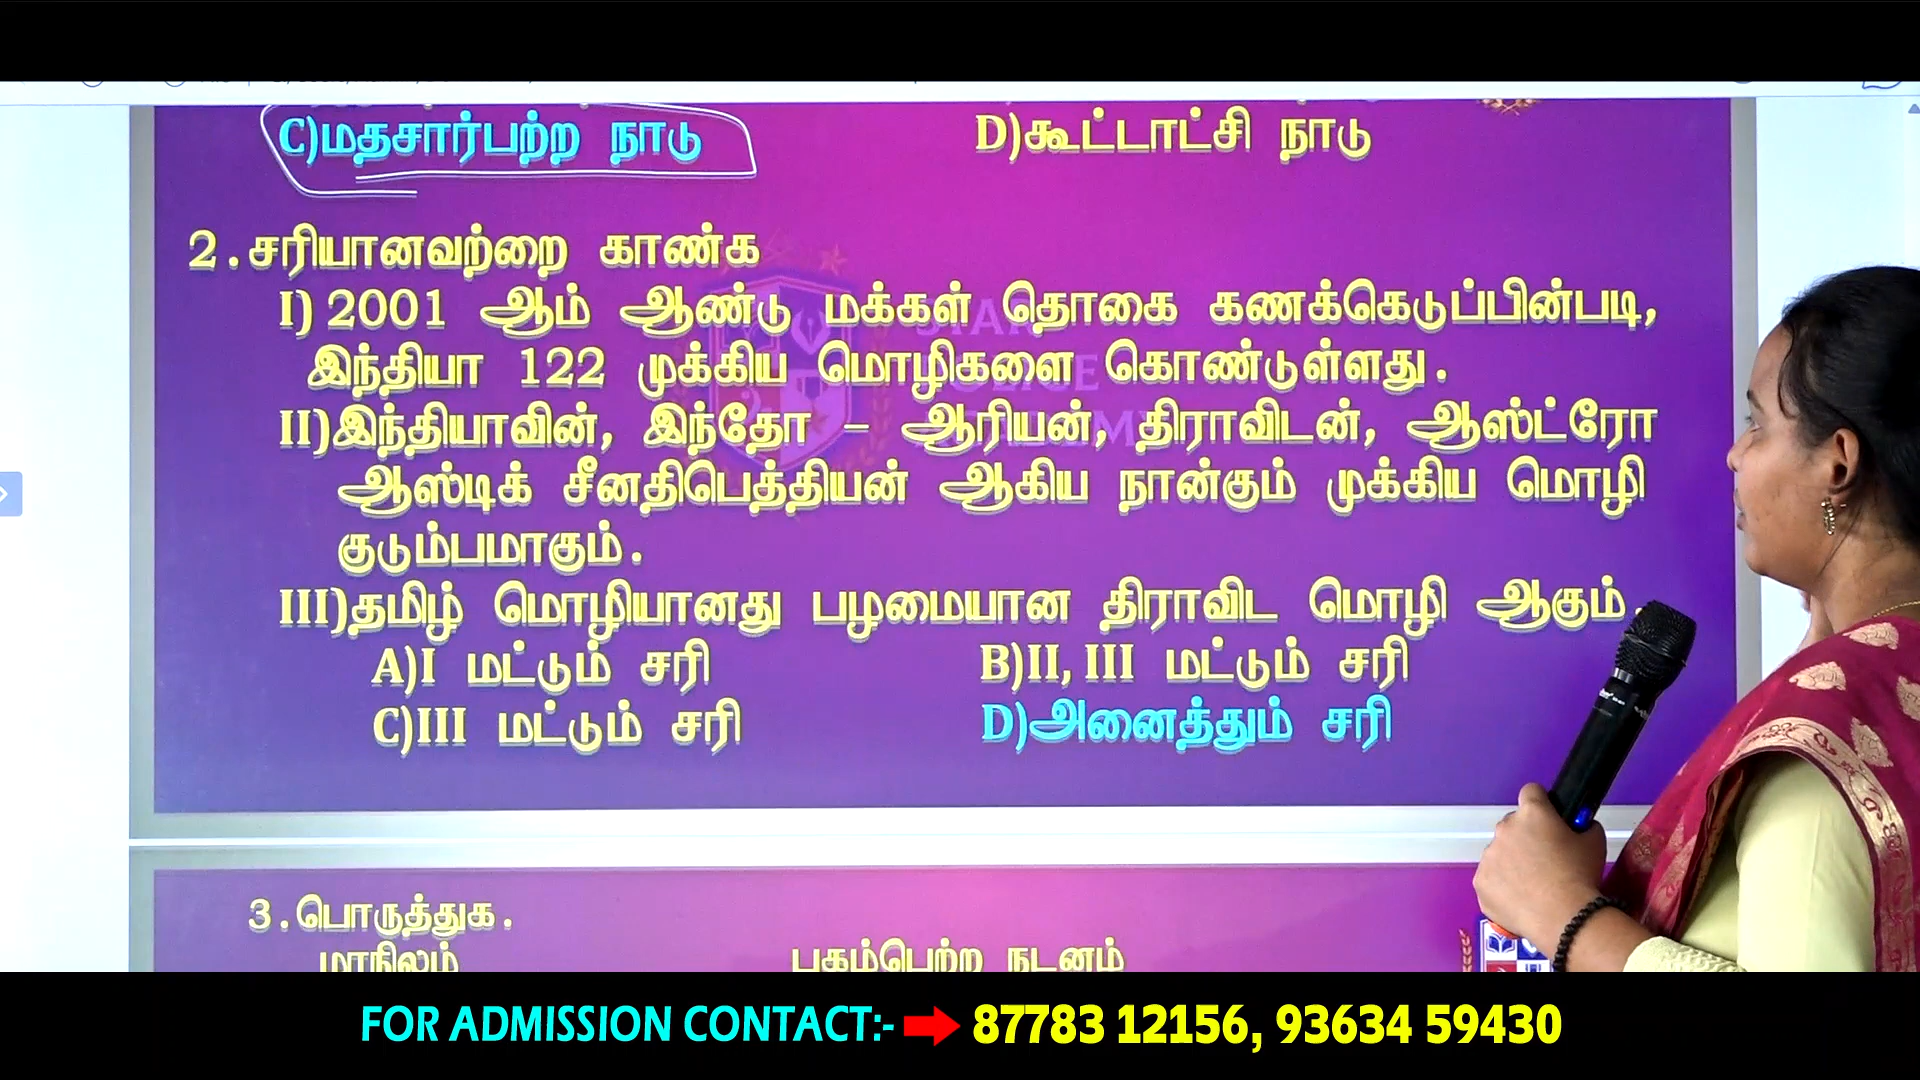 C)மதசார்பற்ற நாடு D)கூட்டாட்சி நாடு
2.சரியானவற்றை காண்க
I) 2001 ஆம் ஆண்டு மக்கள் தொகை கணக்கெடுப்பின்படி,
இந்தியா 122 முக்கிய மொழிகளை கொண்டுள்ளது.
II)இந்தியாவின், இந்தோ – ஆரியன், திராவிடன், ஆஸ்ட்ரோ
ஆஸ்டிக் சீனதிபெத்தியன் ஆகிய நான்கும் முக்கிய மொழி
குடும்பமாகும்.
III)தமிழ் மொழியானது பழமையான திராவிட மொழி ஆகும்.
A)I மட்டும் சரி B)II, III மட்டும் சரி
C)III மட்டும் சரி D)அனைத்தும் சரி
3.பொருத்துக.
மாநிலம் புகம்பெற்ற நடனம்
FOR ADMISSION CONTACT:- 87783 12156, 93634 59430